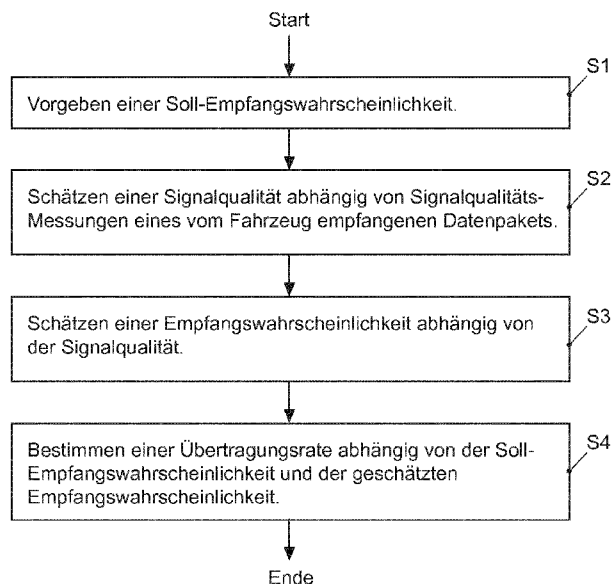 Start
S1
Vorgeben einer Soll-Empfangswahrscheinlichkeit.
S2
Schätzen einer Signalqualität abhängig von Signalqualitäts-
Messungen eines vom Fahrzeug empfangenen Datenpakets.
S3
Schätzen einer Empfangswahrscheinlichkeit abhängig von
der Signalqualität.
S4
Bestimmen einer Übertragungsrate abhängig von der Soll-
Empfangswahrscheinlichkeit und der geschätzten
Empfangswahrscheinlichkeit.
Ende